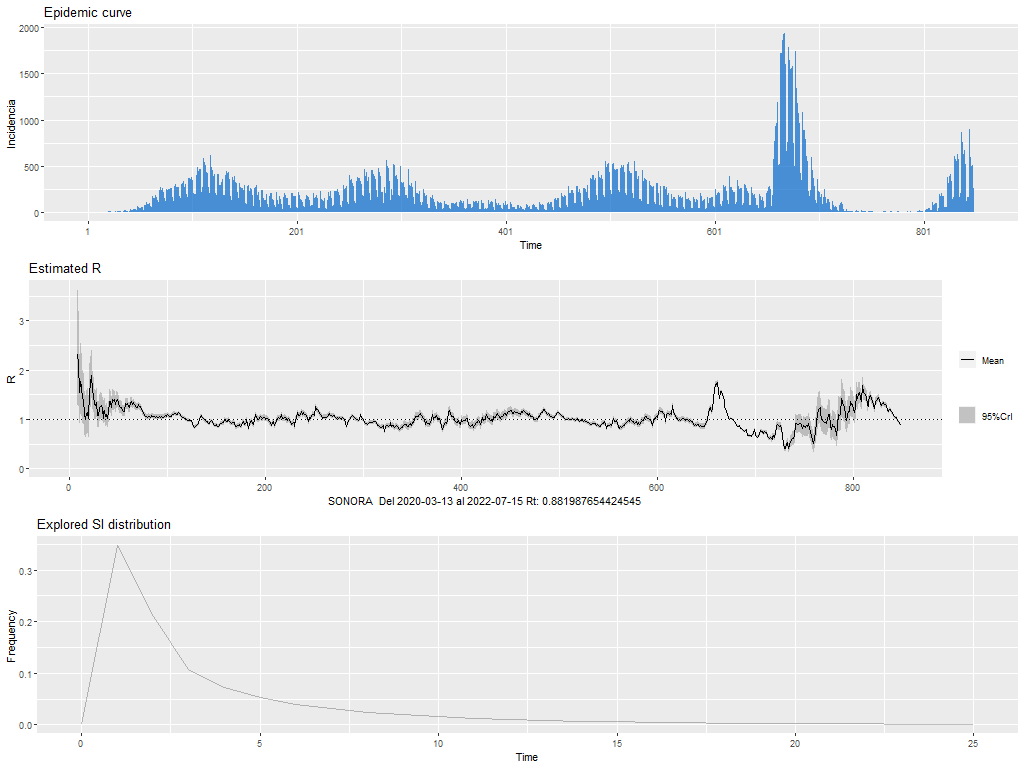 Epidemic curve
2000
1500
1000
500
0
Incidencia
1 201 401 601 801
Time
Estimated R
3
2
1
0
R
Mean
95%CrI
0 200 400 600 800
SONORA Del 2020-03-13 al 2022-07-15 Rt: 0.881987654424545
Explored SI distribution
0.3
0.2
0.1
0.0
Frequency
0 5 10 15 20 25
Time